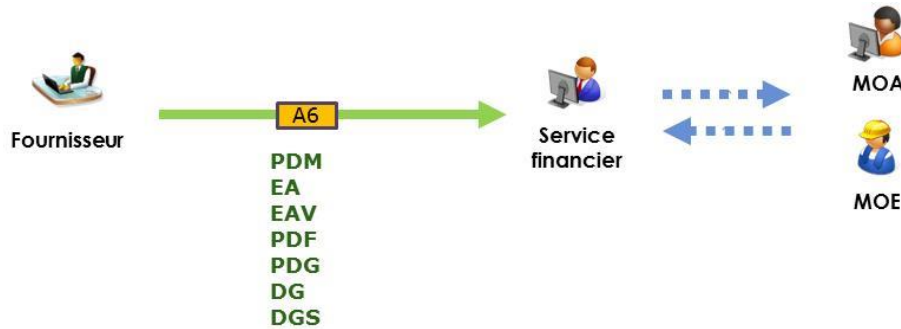 Fournisseur
A6
PDM
EA
EAV
PDF
PDG
DG
DGS
Service
financier
MOA
MOE